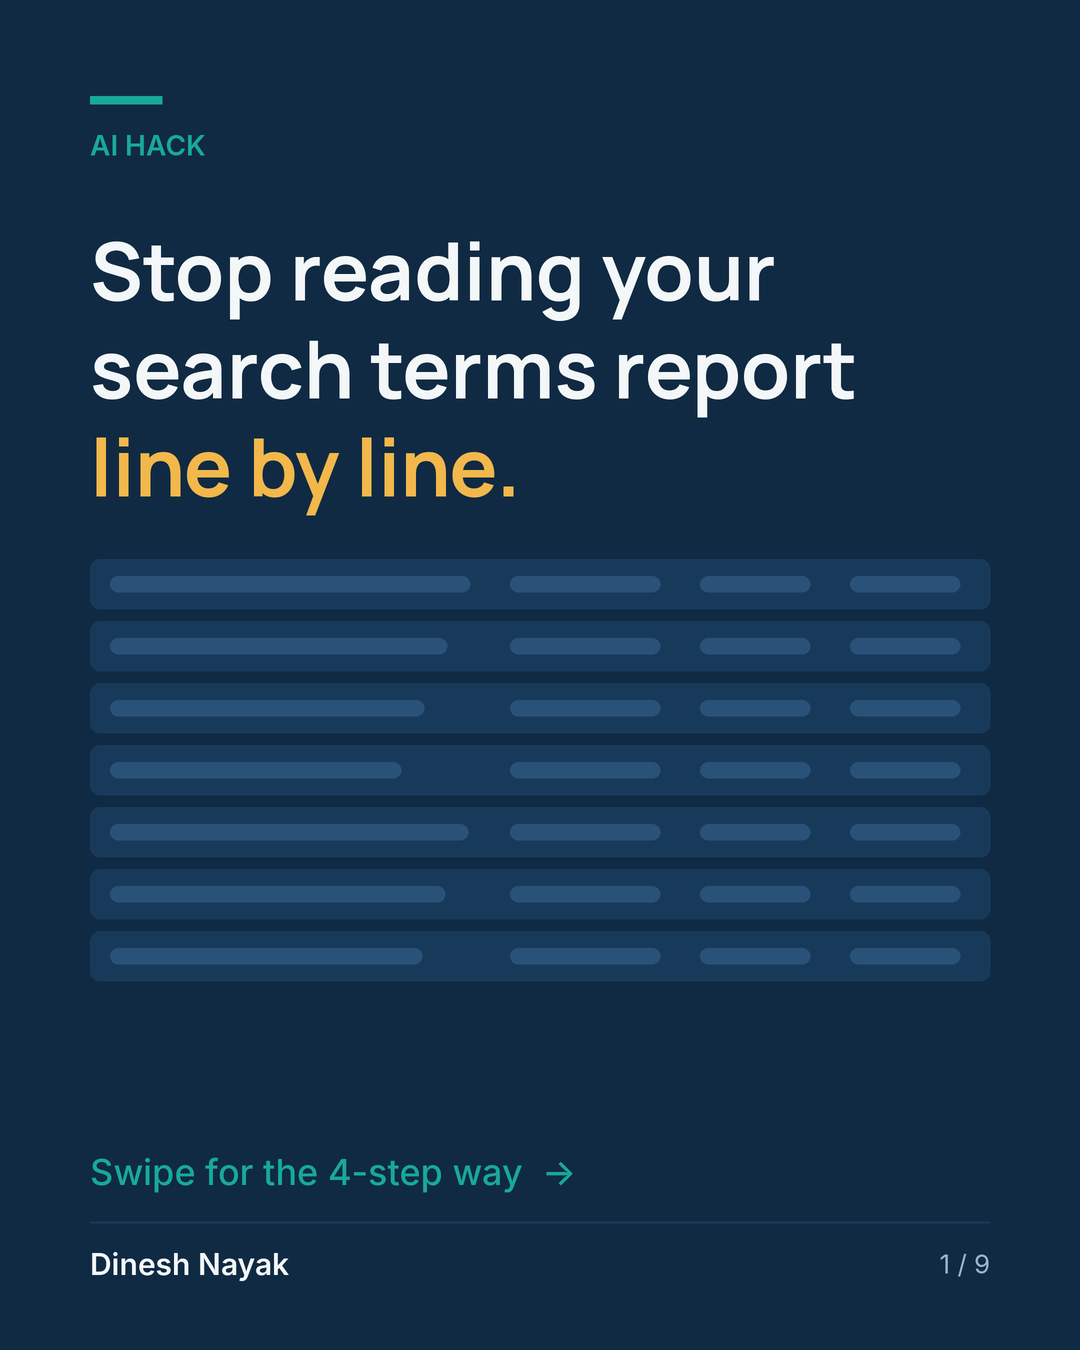 AI HACK
Stop reading your
search terms report
line by line.
Swipe for the 4-step way →
Dinesh Nayak
1 / 9